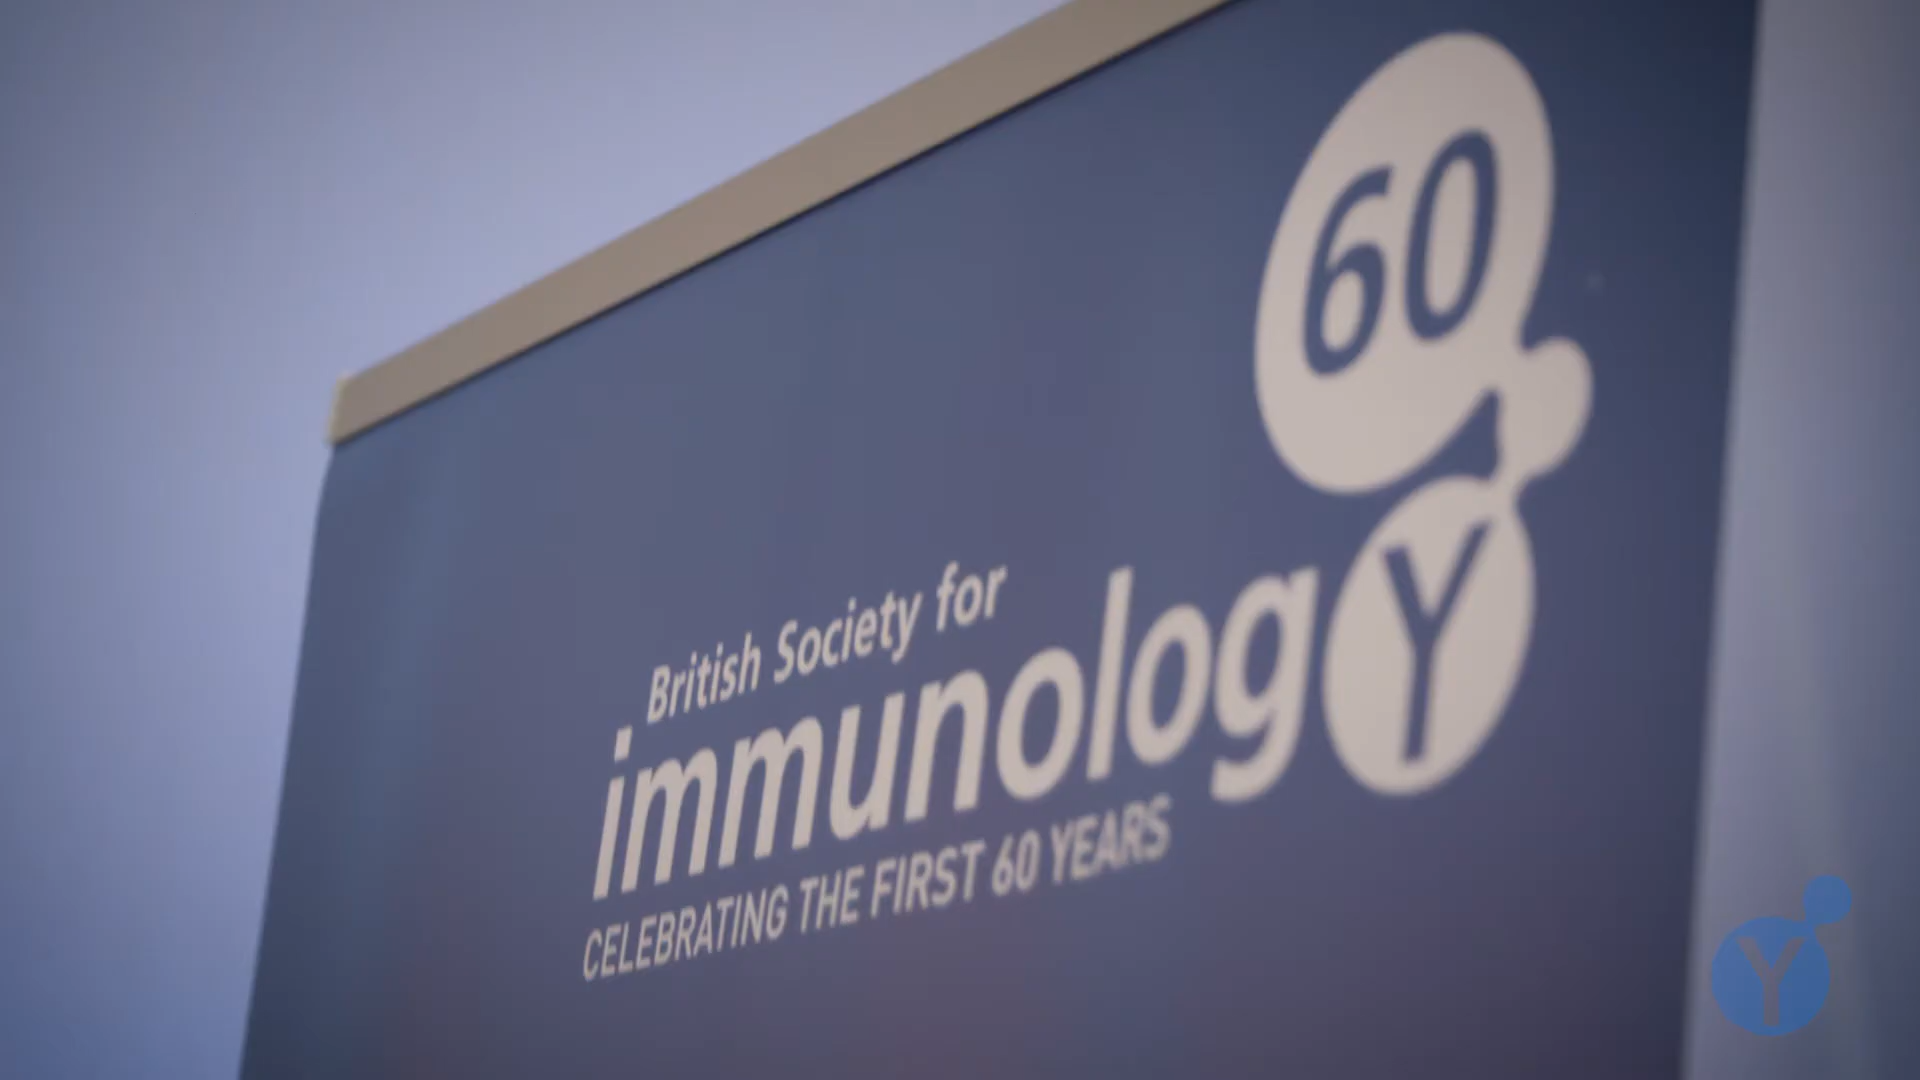 60
British Society for
immunology
CELEBRATING THE FIRST 60 YEARS
Y